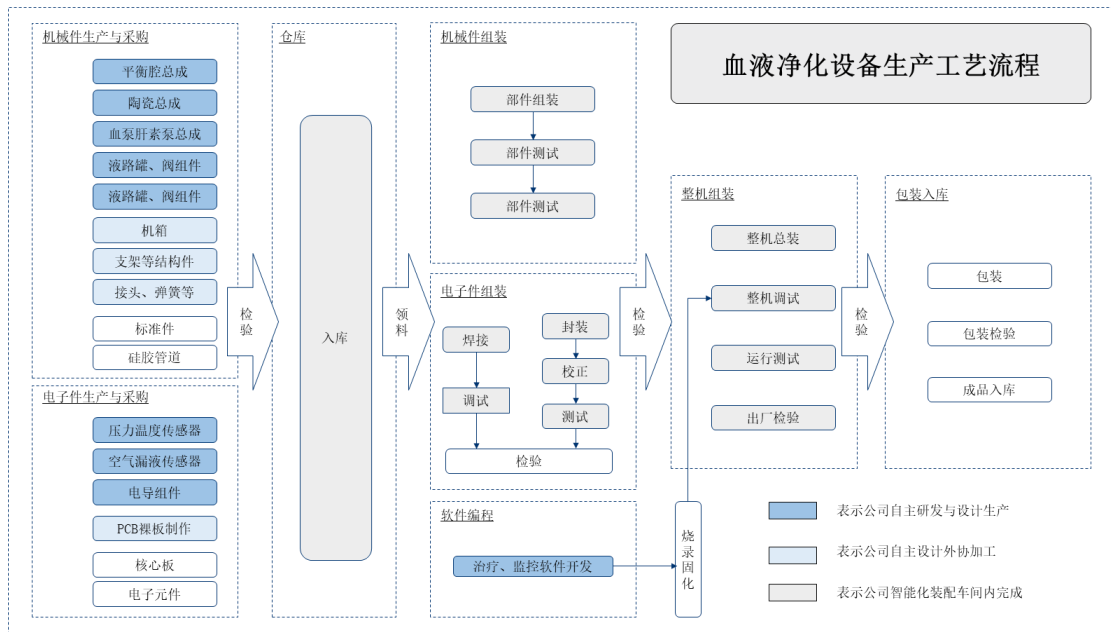 血液净化设备生产工艺流程
机械件生产与采购
平衡腔总成
陶瓷总成
血泵肝素泵总成
液路罐、阀组件
液路罐、阀组件
机箱
支架等结构件
接头、弹簧等
标准件
硅胶管道
电子件生产与采购
压力温度传感器
空气漏液传感器
电导组件
PCB裸板制作
核心板
电子元件
检验
仓库
入库
领料
机械件组装
部件组装
部件测试
部件测试
电子件组装
焊接
调试
封装
校正
测试
检验
软件编程
治疗、监控软件开发
烧录固化
检验
整机组装
整机总装
整机调试
运行测试
出厂检验
检验
包装入库
包装
包装检验
成品入库
表示公司自主研发与设计生产
表示公司自主设计外协加工
表示公司智能化装配车间内完成